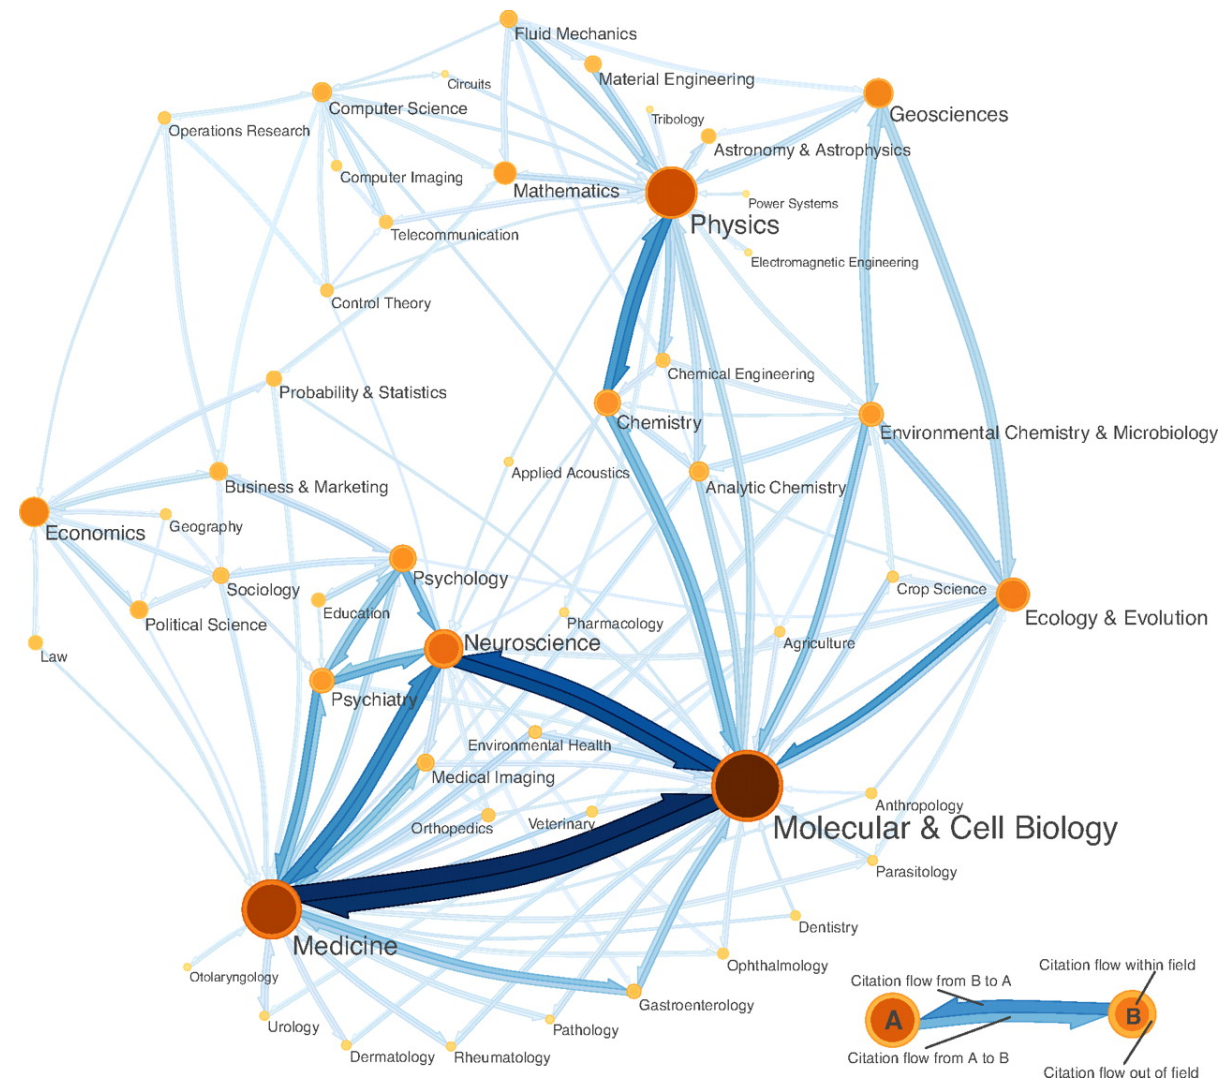 Fluid Mechanics
Material Engineering
Circuits
Computer Science
Geosciences
Tribology
Operations Research
Astronomy & Astrophysics
Computer Imaging
Mathematics
Power Systems
Physics
Telecommunication
Electromagnetic Engineering
Control Theory
Chemical Engineering
Probability & Statistics
Chemistry
Environmental Chemistry & Microbiology
Applied Acoustics
Business & Marketing
Analytic Chemistry
Geography
Economics
Psychology
Sociology
Crop Science
Education
Political Science
Ecology & Evolution
Pharmacology
Neuroscience
Agriculture
Law
Psychiatry
Environmental Health
Medical Imaging
Anthropology
Orthopedics
Veterinary
Molecular & Cell Biology
Parasitology
Dentistry
Medicine
Ophthalmology
Otolaryngology
Gastroenterology
Urology
Pathology
Dermatology
Rheumatology
Citation flow within field
Citation flow from B to A
A
B
Citation flow from A to B
Citation flow out of field